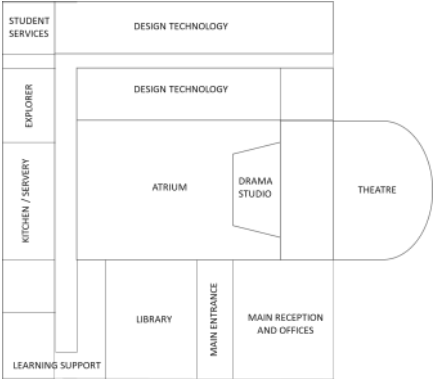 STUDENT
SERVICES
DESIGN TECHNOLOGY
EXPLORER
DESIGN TECHNOLOGY
KITCHEN / SERVERY
ATRIUM
DRAMA
STUDIO
THEATRE
LIBRARY
MAIN ENTRANCE
MAIN RECEPTION
AND OFFICES
LEARNING SUPPORT